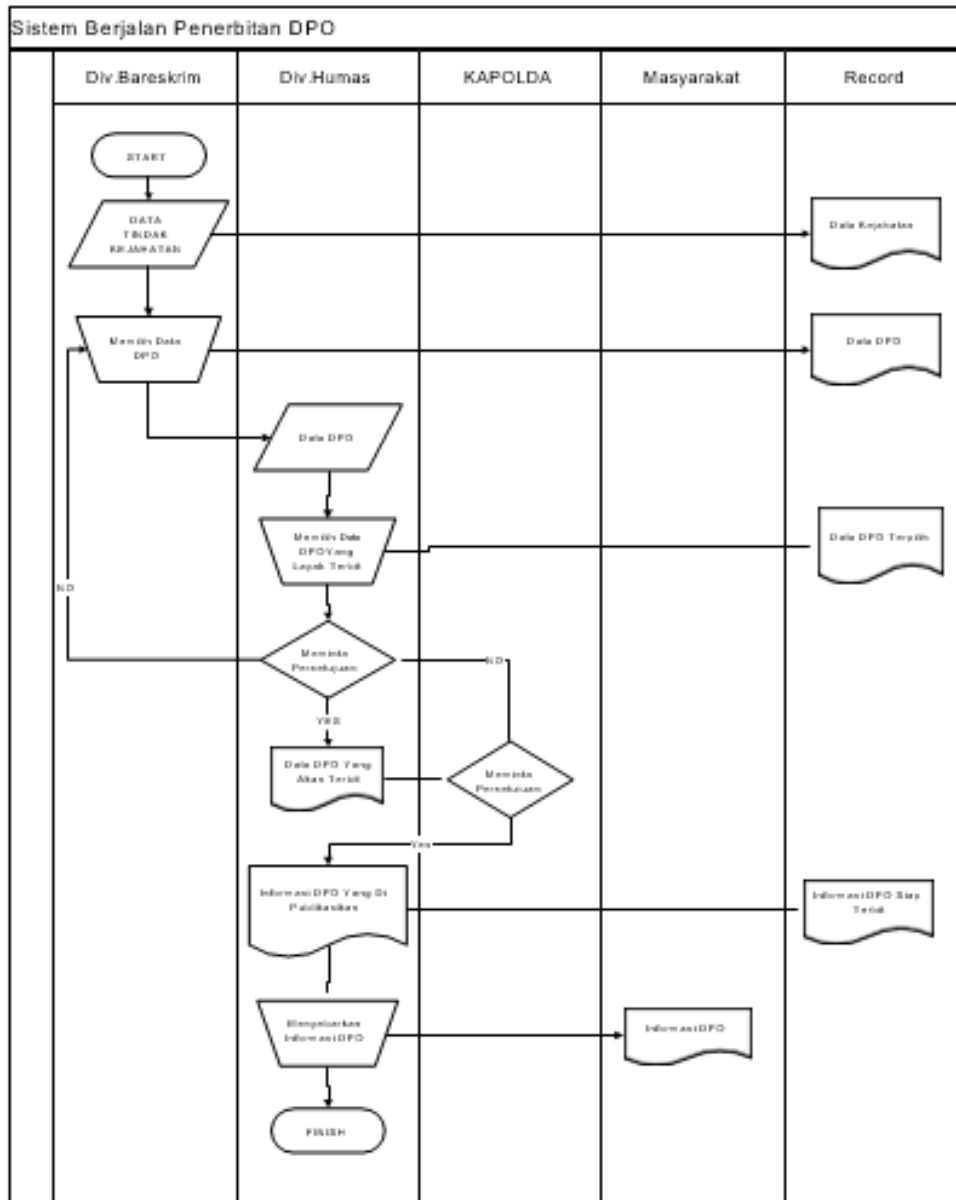 Sistem Berjalan Penerbitan DPO
Div.Bareskrim
Div.Humas
KAPOLDA
Masyarakat
Record
START
DATA
TINDAK
KEJAHATAN
Data Kejahatan
Memilih Data
DPO
Data DPO
Data DPO
Memilih Data
DPO Yang
Layak Terbit
Data DPO Terpilih
NO
Meminta
Persetujuan
NO
YES
Data DPO Yang
Akan Terbit
Meminta
Persetujuan
Yes
Informasi DPO Yang Di
Publikasikan
Informasi DPO Siap
Terbit
Menyebarkan
Informasi DPO
Informasi DPO
FINISH